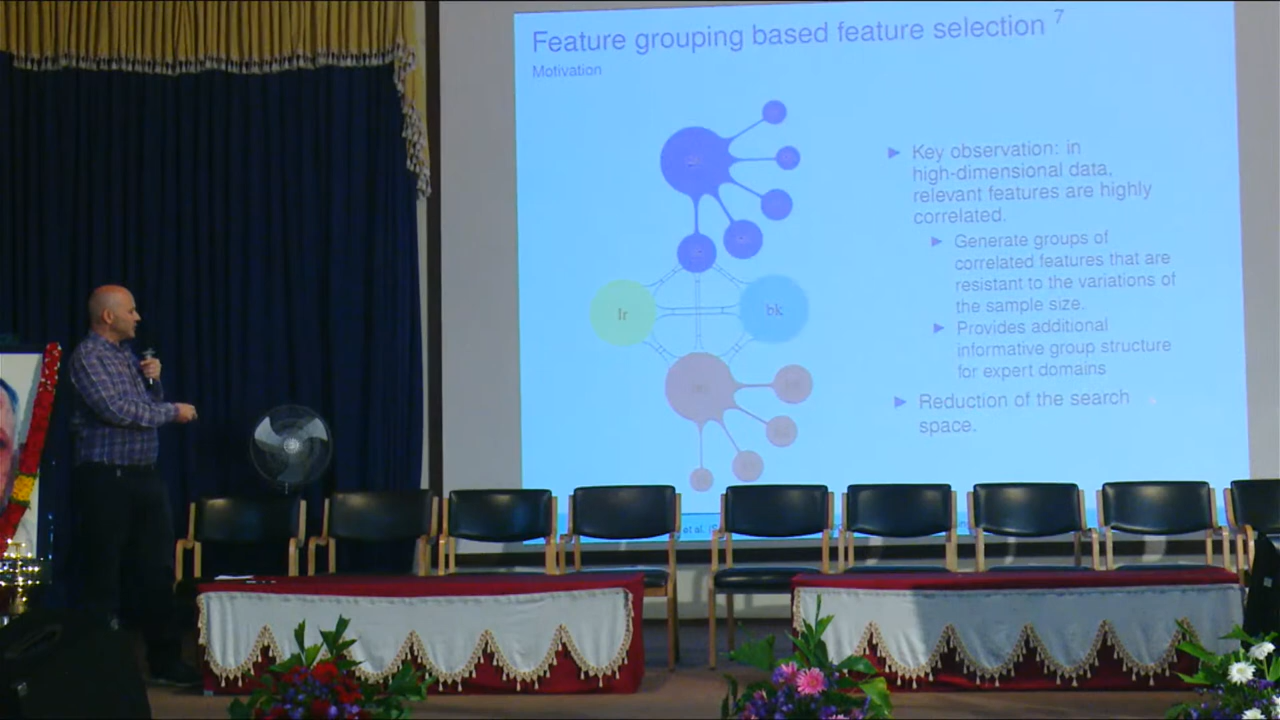 Feature grouping based feature selection 7
Motivation
► Key observation: in
high-dimensional data,
relevant features are highly
correlated.
► Generate groups of
correlated features that are
resistant to the variations of
the sample size.
► Provides additional
informative group structure
for expert domains
► Reduction of the search
space.
lr
bk
et al.